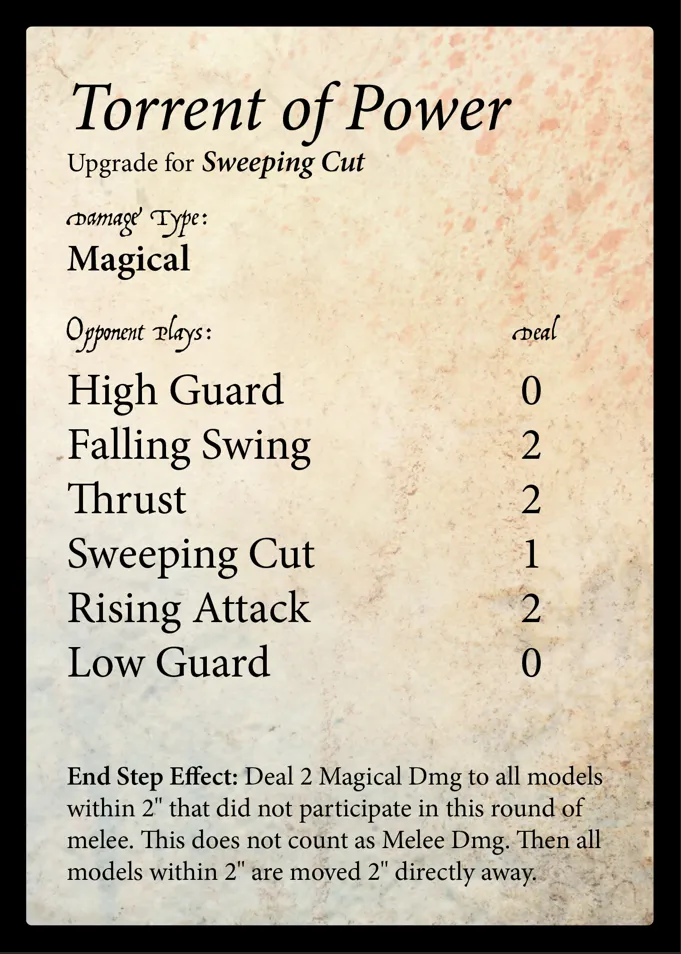 Torrent of Power
Upgrade for Sweeping Cut
Damage Type:
Magical
Opponent Plays: Deal
High Guard 0
Falling Swing 2
Thrust 2
Sweeping Cut 1
Rising Attack 2
Low Guard 0
End Step Effect: Deal 2 Magical Dmg to all models
within 2" that did not participate in this round of
melee. This does not count as Melee Dmg. Then all
models within 2" are moved 2" directly away.